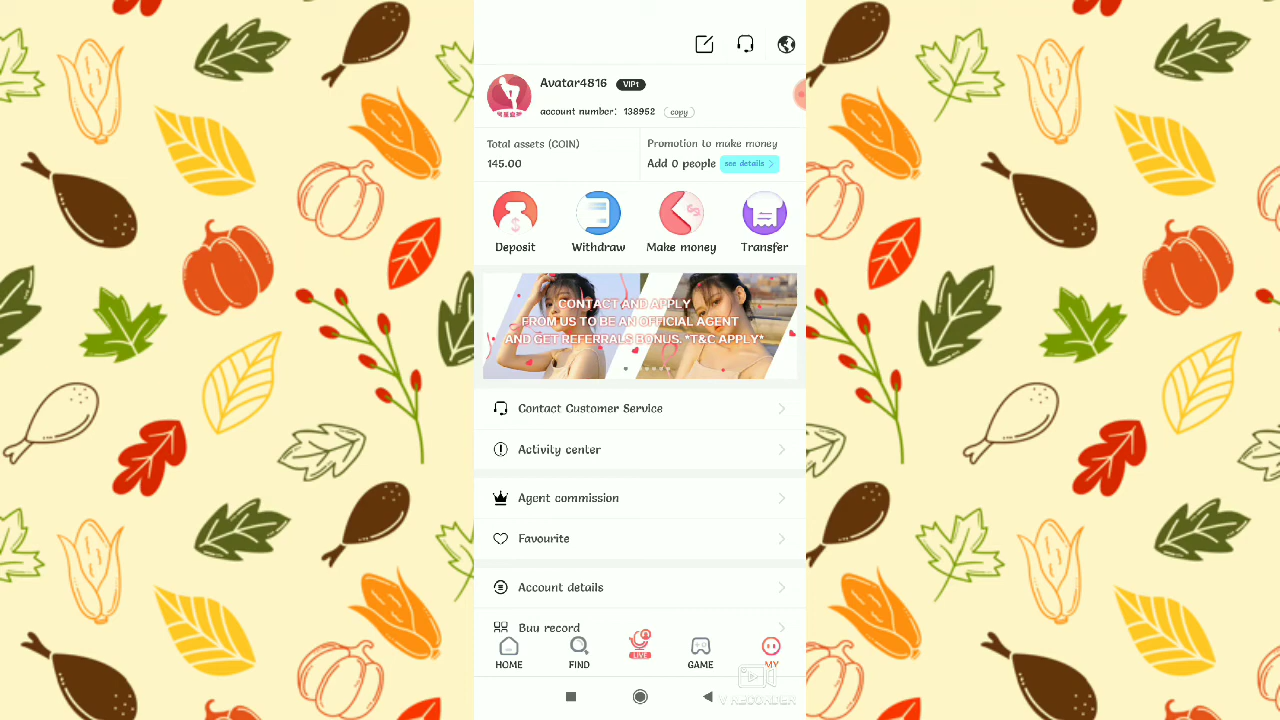 Avatar4816 VIP1
account number: 138952 copy
Total assets (COIN)
145.00
Promotion to make money
Add 0 people see details
Deposit
Withdraw
Make money
Transfer
CONTACT AND APPLY
FROM US TO BE AN OFFICIAL AGENT
AND GET REFERRALS BONUS. *T&C APPLY*
Contact Customer Service
Activity center
Agent commission
Favourite
Account details
Buy record
LIVE
HOME
FIND
GAME
MY
V RECORDER